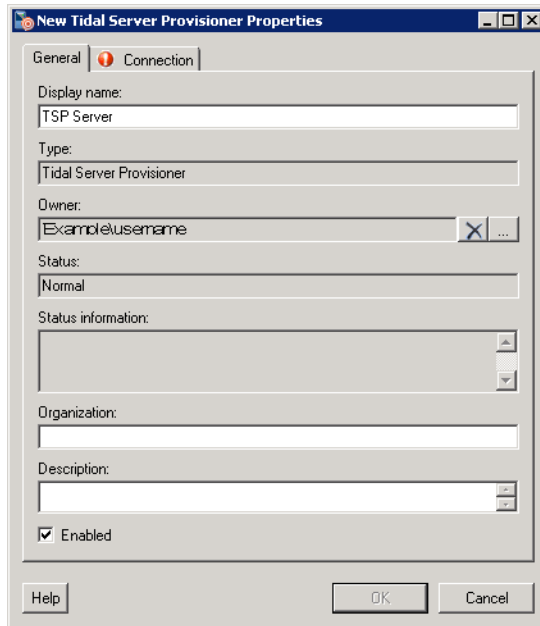 New Tidal Server Provisioner Properties
General
Connection
Display name:
TSP Server
Type:
Tidal Server Provisioner
Owner:
Example\username
...
Status:
Normal
Status information:
Organization:
Description:
Enabled
Help
OK
Cancel